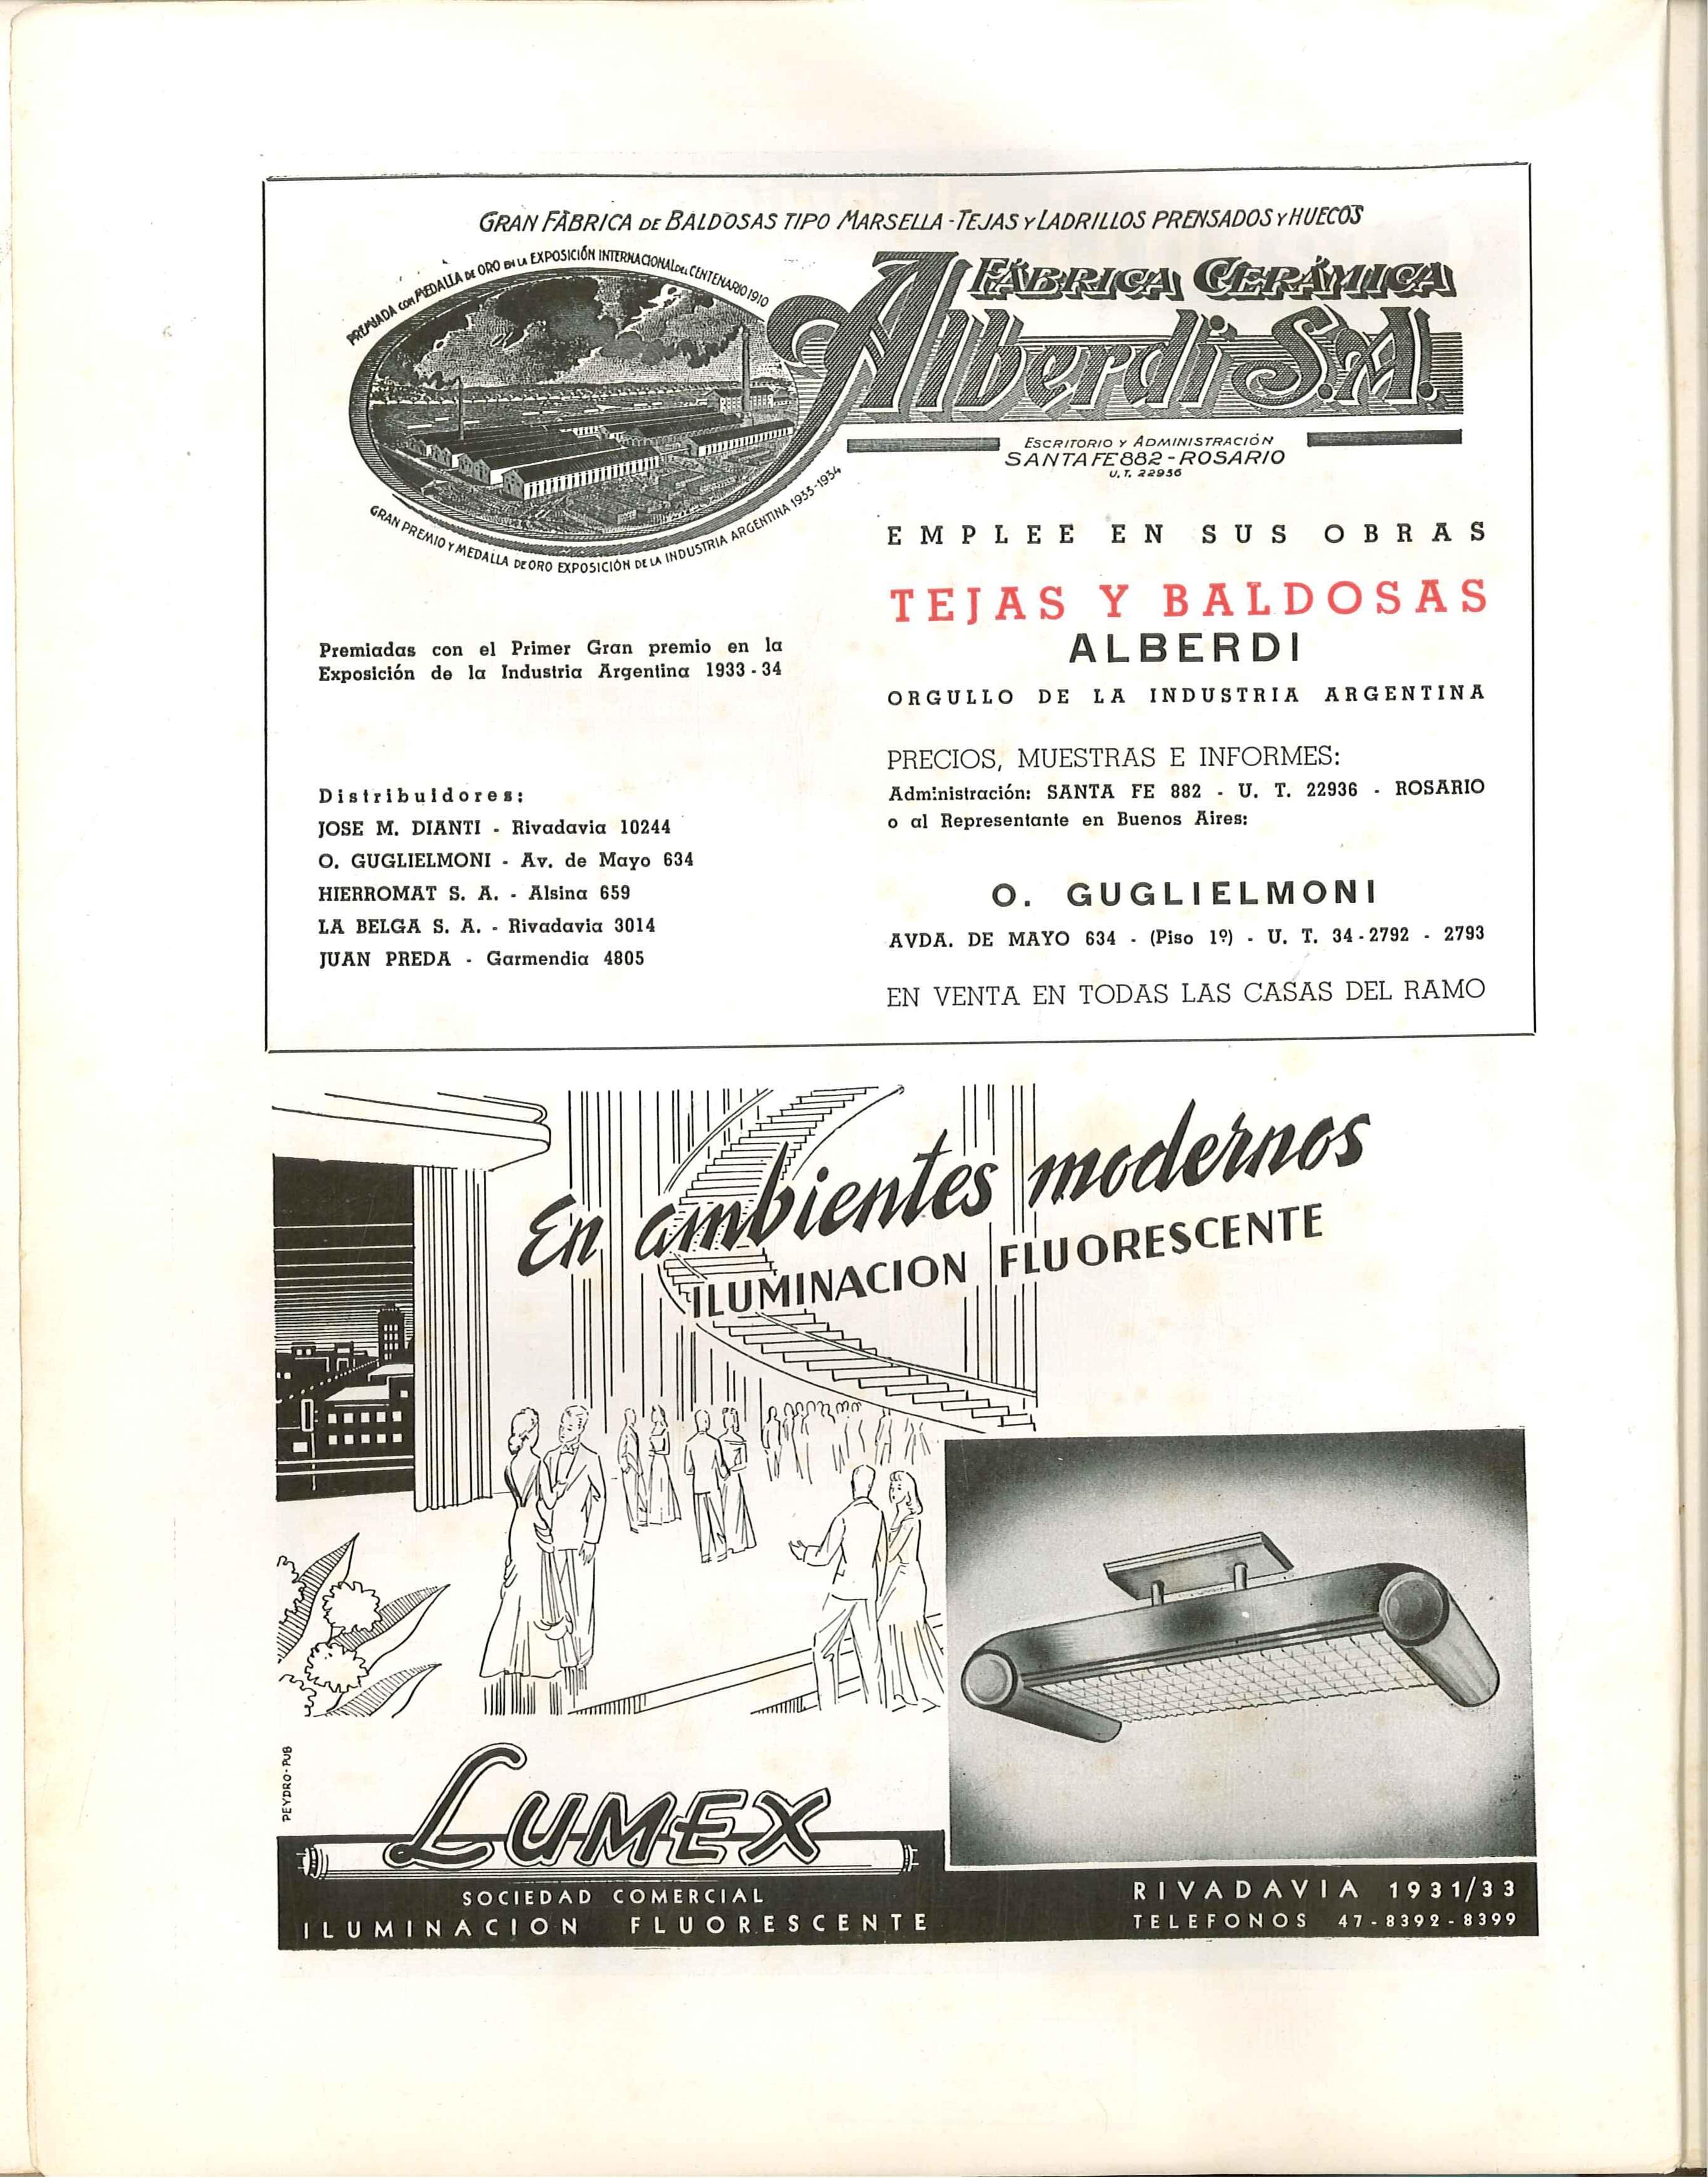 GRAN FÁBRICA DE BALDOSAS TIPO MARSELLA - TEJAS Y LADRILLOS PRENSADOS Y HUECOS
PREMIADA CON MEDALLA DE ORO EN LA EXPOSICIÓN INTERNACIONAL DEL CENTENARIO 1910
FÁBRICA CERÁMICA
Alberdi S.A.
ESCRITORIO Y ADMINISTRACIÓN
SANTA FE 882 - ROSARIO
U. T. 22936
GRAN PREMIO Y MEDALLA DE ORO EXPOSICIÓN DE LA INDUSTRIA ARGENTINA 1933-1934
Premiadas con el Primer Gran premio en la
Exposición de la Industria Argentina 1933 - 34
Distribuidores:
JOSE M. DIANTI - Rivadavia 10244
O. GUGLIELMONI - Av. de Mayo 634
HIERROMAT S. A. - Alsina 659
LA BELGA S. A. - Rivadavia 3014
JUAN PREDA - Garmendia 4805
EMPLEE EN SUS OBRAS
TEJAS Y BALDOSAS
ALBERDI
ORGULLO DE LA INDUSTRIA ARGENTINA
PRECIOS, MUESTRAS E INFORMES:
Administración: SANTA FE 882 - U. T. 22936 - ROSARIO
o al Representante en Buenos Aires:
O. GUGLIELMONI
AVDA. DE MAYO 634 - (Piso 1º) - U. T. 34-2792 - 2793
EN VENTA EN TODAS LAS CASAS DEL RAMO
En ambientes modernos
ILUMINACION FLUORESCENTE
PEYDRO-PUB
LUMEX
SOCIEDAD COMERCIAL
ILUMINACION FLUORESCENTE
RIVADAVIA 1931/33
TELEFONOS 47-8392-8399